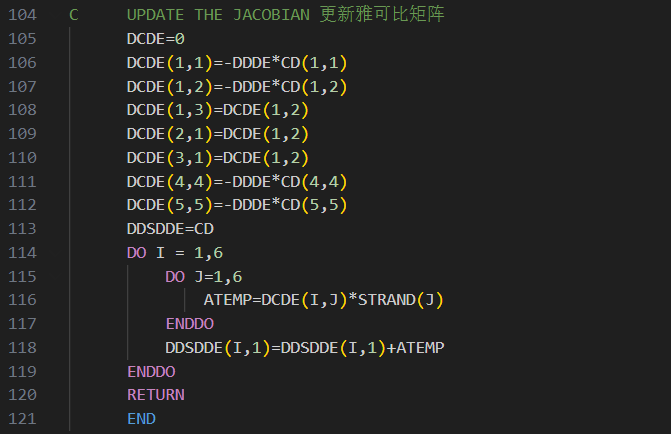 104 C UPDATE THE JACOBIAN 更新雅可比矩阵
105 DCDE=0
106 DCDE(1,1)=-DDDE*CD(1,1)
107 DCDE(1,2)=-DDDE*CD(1,2)
108 DCDE(1,3)=DCDE(1,2)
109 DCDE(2,1)=DCDE(1,2)
110 DCDE(3,1)=DCDE(1,2)
111 DCDE(4,4)=-DDDE*CD(4,4)
112 DCDE(5,5)=-DDDE*CD(5,5)
113 DDSDDE=CD
114 DO I = 1,6
115 DO J=1,6
116 ATEMP=DCDE(I,J)*STRAND(J)
117 ENDDO
118 DDSDDE(I,1)=DDSDDE(I,1)+ATEMP
119 ENDDO
120 RETURN
121 END